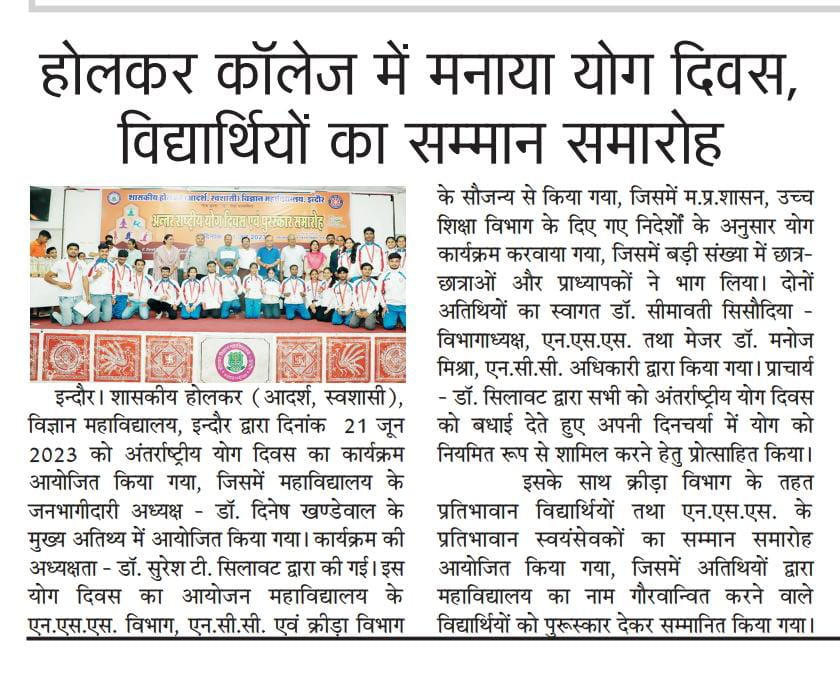 होलकर कॉलेज में मनाया योग दिवस,
विद्यार्थियों का सम्मान समारोह
शासकीय होलकर (आदर्श, स्वशासी) विज्ञान महाविद्यालय, इन्दौर
अन्तर्राष्ट्रीय योग दिवस एवं पुरस्कार समारोह
इन्दौर। शासकीय होलकर (आदर्श, स्वशासी),
विज्ञान महाविद्यालय, इन्दौर द्वारा दिनांक 21 जून
2023 को अंतर्राष्ट्रीय योग दिवस का कार्यक्रम
आयोजित किया गया, जिसमें महाविद्यालय के
जनभागीदारी अध्यक्ष - डॉ. दिनेष खण्डेवाल के
मुख्य अतिथ्य में आयोजित किया गया। कार्यक्रम की
अध्यक्षता - डॉ. सुरेश टी. सिलावट द्वारा की गई। इस
योग दिवस का आयोजन महाविद्यालय के
एन.एस.एस. विभाग, एन.सी.सी. एवं क्रीड़ा विभाग
के सौजन्य से किया गया, जिसमें म.प्र.शासन, उच्च
शिक्षा विभाग के दिए गए निदेर्शों के अनुसार योग
कार्यक्रम करवाया गया, जिसमें बड़ी संख्या में छात्र-
छात्राओं और प्राध्यापकों ने भाग लिया। दोनों
अतिथियों का स्वागत डॉ. सीमावती सिसौदिया -
विभागाध्यक्ष, एन.एस.एस. तथा मेजर डॉ. मनोज
मिश्रा, एन.सी.सी. अधिकारी द्वारा किया गया। प्राचार्य
- डॉ. सिलावट द्वारा सभी को अंतर्राष्ट्रीय योग दिवस
को बधाई देते हुए अपनी दिनचर्या में योग को
नियमित रूप से शामिल करने हेतु प्रोत्साहित किया।
इसके साथ क्रीड़ा विभाग के तहत
प्रतिभावान विद्यार्थियों तथा एन.एस.एस. के
प्रतिभावान स्वयंसेवकों का सम्मान समारोह
आयोजित किया गया, जिसमें अतिथियों द्वारा
महाविद्यालय का नाम गौरवान्वित करने वाले
विद्यार्थियों को पुरूस्कार देकर सम्मानित किया गया।